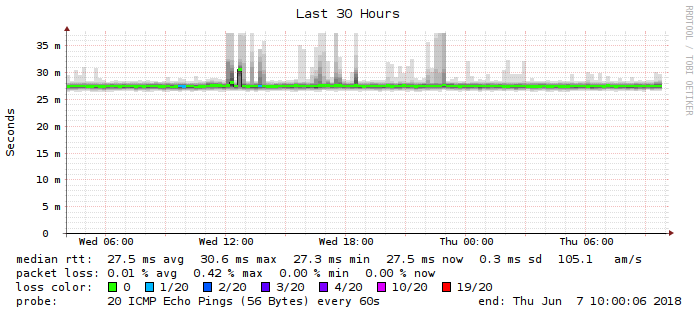 Last 30 Hours
RRDTOOL / TOBI OETIKER
Seconds
35 m
30 m
25 m
20 m
15 m
10 m
5 m
0
Wed 06:00 Wed 12:00 Wed 18:00 Thu 00:00 Thu 06:00
median rtt: 27.5 ms avg 30.6 ms max 27.3 ms min 27.5 ms now 0.3 ms sd 105.1 am/s
packet loss: 0.01 % avg 0.42 % max 0.00 % min 0.00 % now
loss color: 0 1/20 2/20 3/20 4/20 10/20 19/20
probe: 20 ICMP Echo Pings (56 Bytes) every 60s end: Thu Jun 7 10:00:06 2018